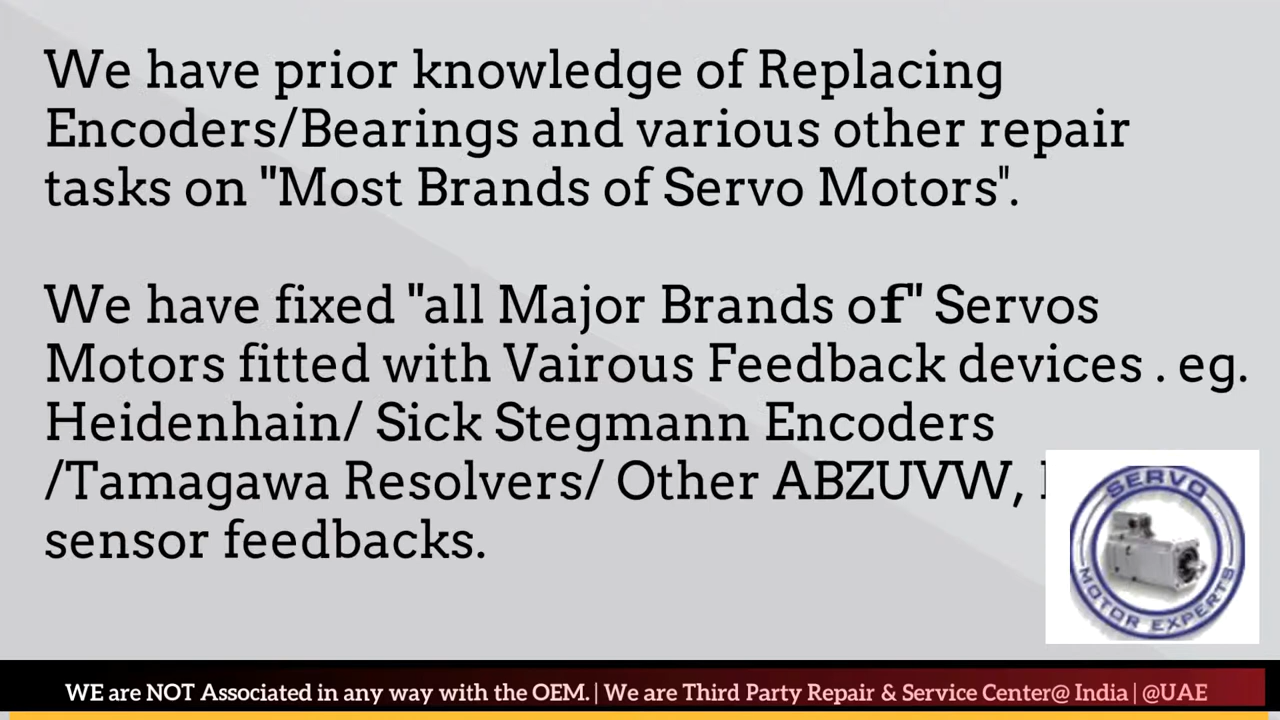 We have prior knowledge of Replacing
Encoders/Bearings and various other repair
tasks on "Most Brands of Servo Motors".
We have fixed "all Major Brands of" Servos
Motors fitted with Vairous Feedback devices . eg.
Heidenhain/ Sick Stegmann Encoders
/Tamagawa Resolvers/ Other ABZUVW,
sensor feedbacks.
SERVO
MOTOR EXPERTS
WE are NOT Associated in any way with the OEM. | We are Third Party Repair & Service Center@ India | @UAE